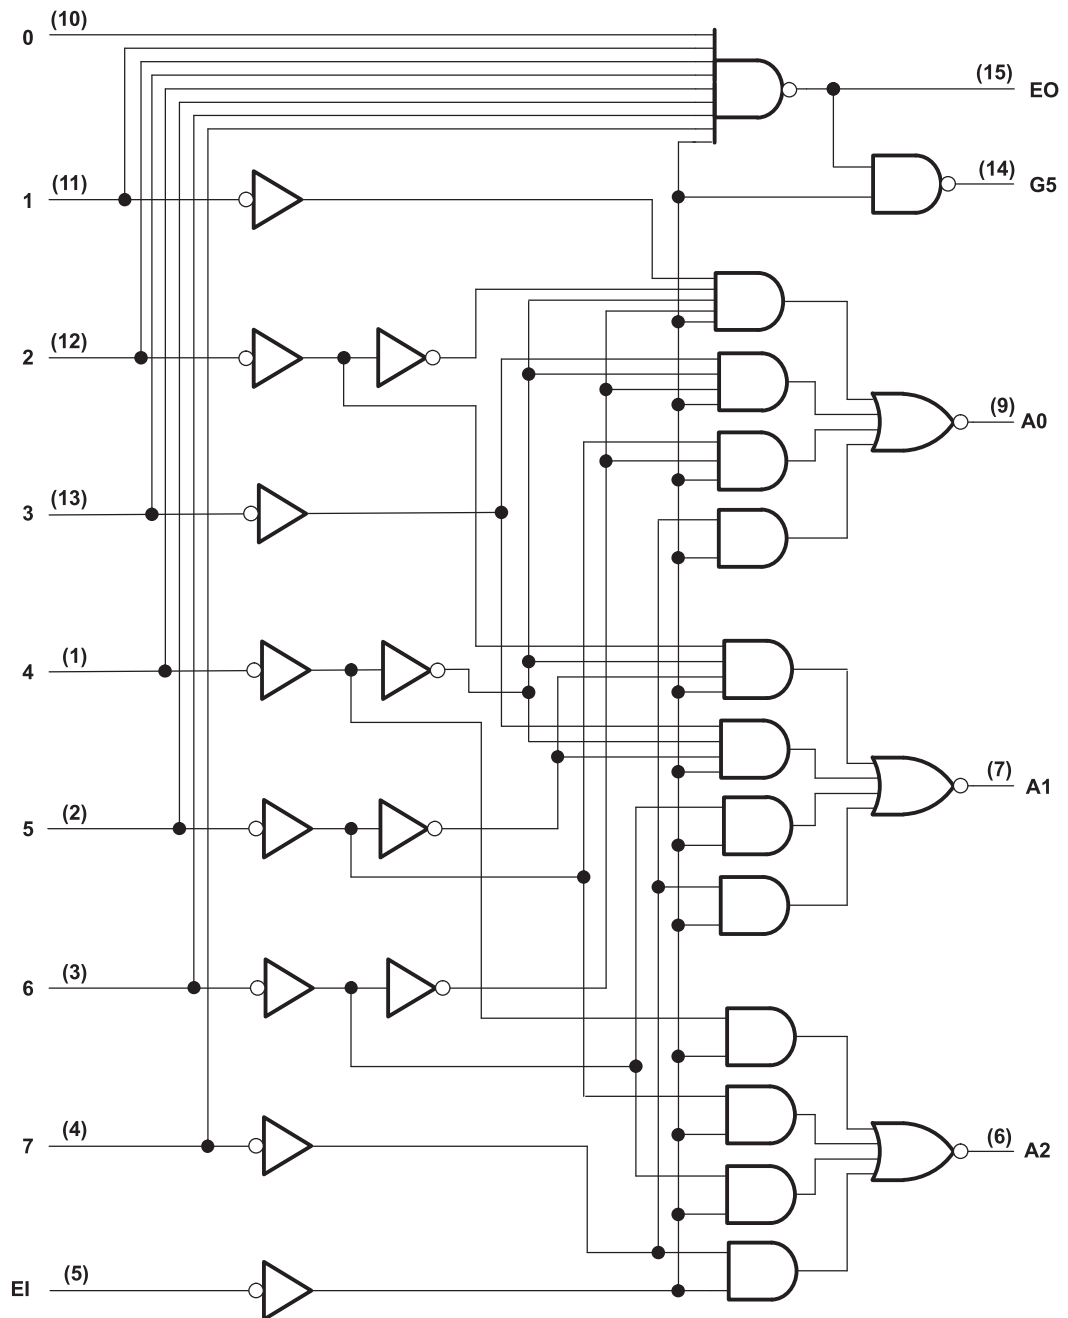 0 (10)
(15) EO
(14) G5
1 (11)
2 (12)
(9) A0
3 (13)
4 (1)
(7) A1
5 (2)
6 (3)
7 (4)
(6) A2
EI (5)